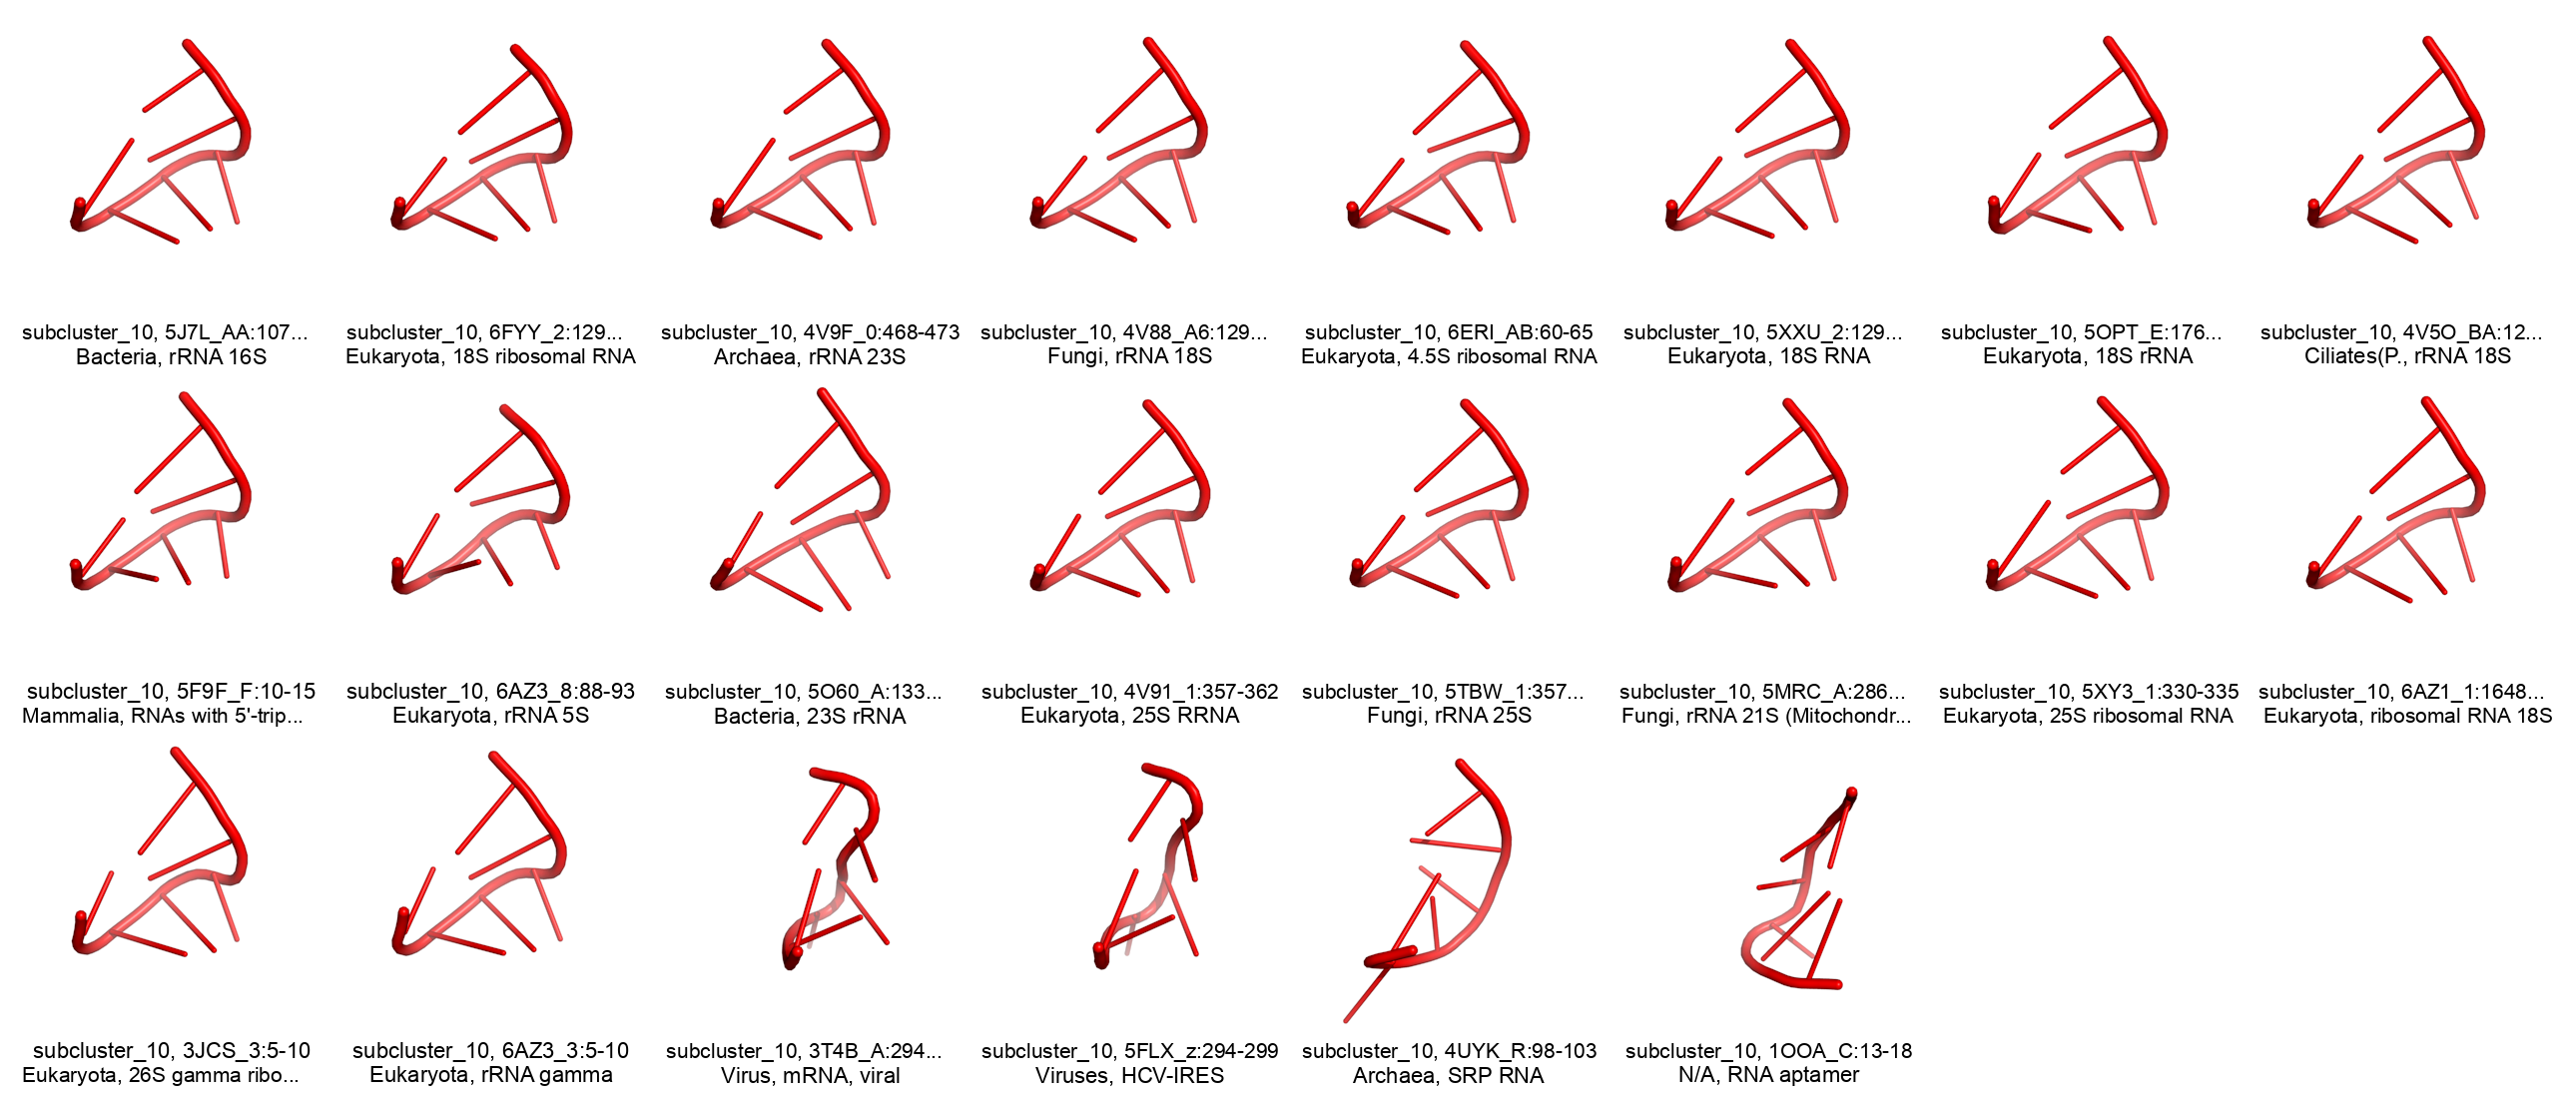 subcluster_10, 5J7L_AA:107...
Bacteria, rRNA 16S
subcluster_10, 6FYY_2:129...
Eukaryota, 18S ribosomal RNA
subcluster_10, 4V9F_0:468-473
Archaea, rRNA 23S
subcluster_10, 4V88_A6:129...
Fungi, rRNA 18S
subcluster_10, 6ERI_AB:60-65
Eukaryota, 4.5S ribosomal RNA
subcluster_10, 5XXU_2:129...
Eukaryota, 18S RNA
subcluster_10, 5OPT_E:176...
Eukaryota, 18S rRNA
subcluster_10, 4V5O_BA:12...
Ciliates(P., rRNA 18S
subcluster_10, 5F9F_F:10-15
Mammalia, RNAs with 5'-trip...
subcluster_10, 6AZ3_8:88-93
Eukaryota, rRNA 5S
subcluster_10, 5O60_A:133...
Bacteria, 23S rRNA
subcluster_10, 4V91_1:357-362
Eukaryota, 25S RRNA
subcluster_10, 5TBW_1:357...
Fungi, rRNA 25S
subcluster_10, 5MRC_A:286...
Fungi, rRNA 21S (Mitochondr...
subcluster_10, 5XY3_1:330-335
Eukaryota, 25S ribosomal RNA
subcluster_10, 6AZ1_1:1648...
Eukaryota, ribosomal RNA 18S
subcluster_10, 3JCS_3:5-10
Eukaryota, 26S gamma ribo...
subcluster_10, 6AZ3_3:5-10
Eukaryota, rRNA gamma
subcluster_10, 3T4B_A:294...
Virus, mRNA, viral
subcluster_10, 5FLX_z:294-299
Viruses, HCV-IRES
subcluster_10, 4UYK_R:98-103
Archaea, SRP RNA
subcluster_10, 1OOA_C:13-18
N/A, RNA aptamer